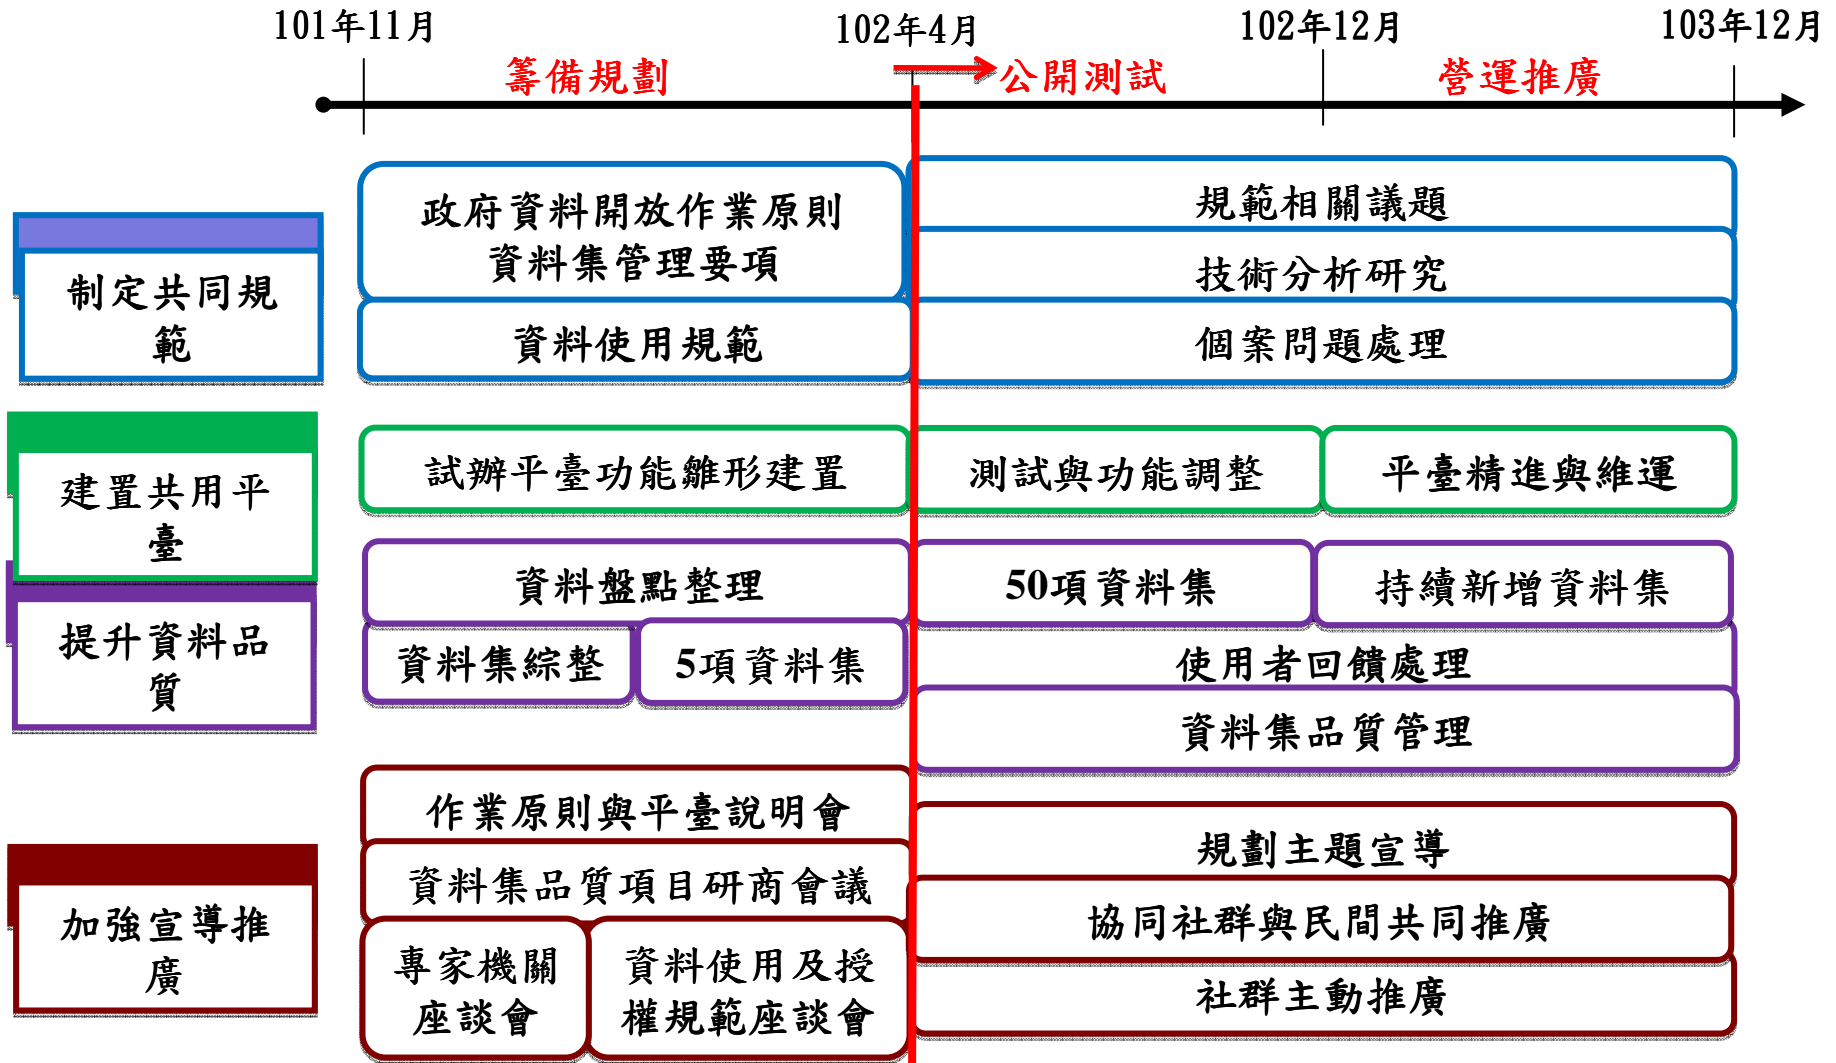 101年11月
102年4月
102年12月
103年12月
籌備規劃
公開測試
營運推廣
制定共同規
範
政府資料開放作業原則
資料集管理要項
資料使用規範
規範相關議題
技術分析研究
個案問題處理
建置共用平
臺
試辦平臺功能雛形建置
測試與功能調整
平臺精進與維運
提升資料品
質
資料盤點整理
50項資料集
持續新增資料集
資料集綜整
5項資料集
使用者回饋處理
資料集品質管理
加強宣導推
廣
作業原則與平臺說明會
資料集品質項目研商會議
專家機關
座談會
資料使用及授
權規範座談會
規劃主題宣導
協同社群與民間共同推廣
社群主動推廣